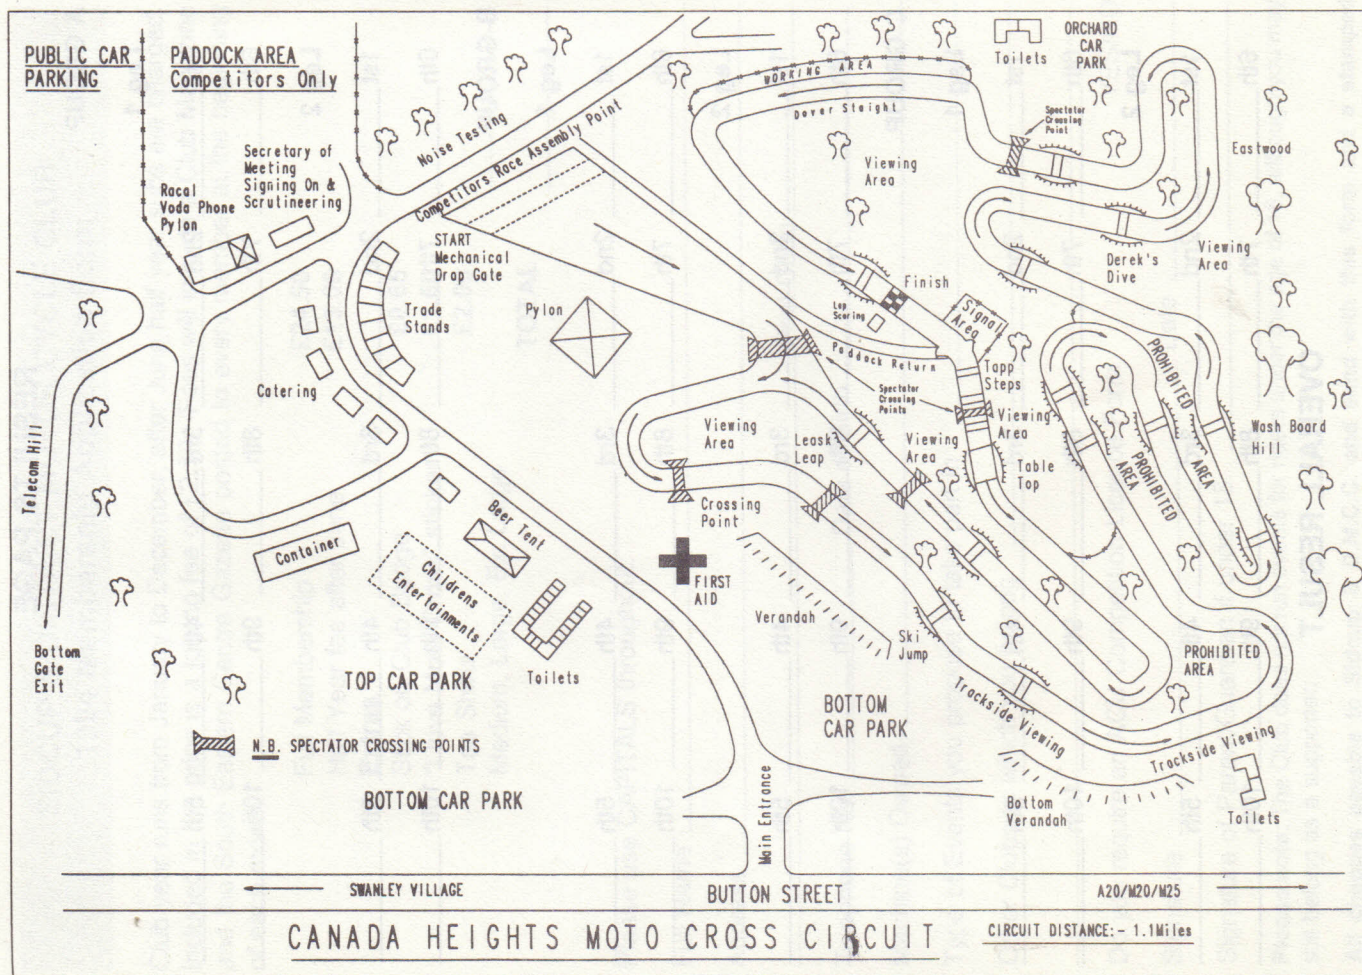 PUBLIC CAR
PARKING
PADDOCK AREA
Competitors Only
Noise Testing
Competitors Race Assembly Point
Secretary of
Meeting
Signing On &
Scrutineering
Racal
Voda Phone
Pylon
START
Mechanical
Drop Gate
Trade
Stands
Pylon
Catering
Telecom Hill
Bottom
Gate
Exit
Container
Beer Tent
Childrens
Entertainments
Toilets
TOP CAR PARK
N.B. SPECTATOR CROSSING POINTS
BOTTOM CAR PARK
WORKING AREA
Dover Staight
Toilets
ORCHARD
CAR
PARK
Spectator
Crossing
Point
Viewing
Area
Eastwood
Derek's
Dive
Viewing
Area
Finish
Lap
Scoring
Signal
Area
Paddock Return
Tapp
Steps
Spectator
Crossing
Points
Viewing
Area
Table
Top
Viewing
Area
Leask
Leap
Viewing
Area
Crossing
Point
PROHIBITED
AREA
PROHIBITED
AREA
Wash Board
Hill
FIRST
AID
Verandah
Ski
Jump
PROHIBITED
AREA
BOTTOM
CAR PARK
Trackside Viewing
Trackside Viewing
Bottom
Verandah
Toilets
Main Entrance
SWANLEY VILLAGE
BUTTON STREET
A20/M20/M25
CANADA HEIGHTS MOTO CROSS CIRCUIT
CIRCUIT DISTANCE:- 1.1Miles